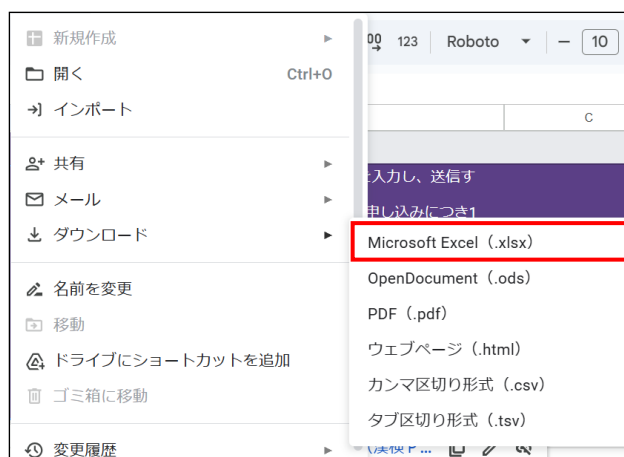 新規作成
開く Ctrl+O
インポート
共有
メール
ダウンロード
名前を変更
移動
ドライブにショートカットを追加
ゴミ箱に移動
変更履歴
123 Roboto 10
C
入力し、送信す
申し込みにつき1
Microsoft Excel（.xlsx）
OpenDocument（.ods）
PDF（.pdf）
ウェブページ（.html）
カンマ区切り形式（.csv）
タブ区切り形式（.tsv）